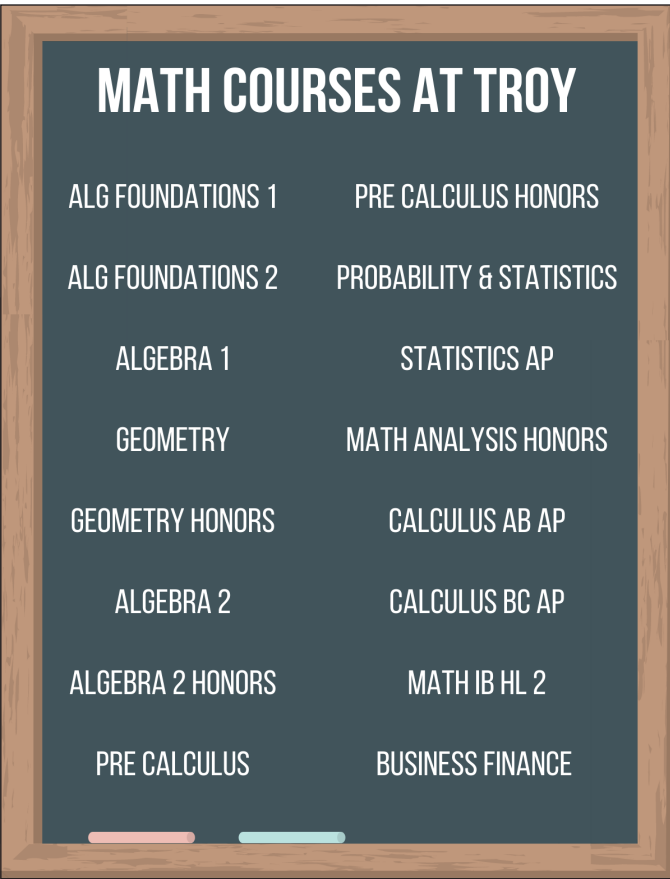 MATH COURSES AT TROY
ALG FOUNDATIONS 1
ALG FOUNDATIONS 2
ALGEBRA 1
GEOMETRY
GEOMETRY HONORS
ALGEBRA 2
ALGEBRA 2 HONORS
PRE CALCULUS
PRE CALCULUS HONORS
PROBABILITY & STATISTICS
STATISTICS AP
MATH ANALYSIS HONORS
CALCULUS AB AP
CALCULUS BC AP
MATH IB HL 2
BUSINESS FINANCE